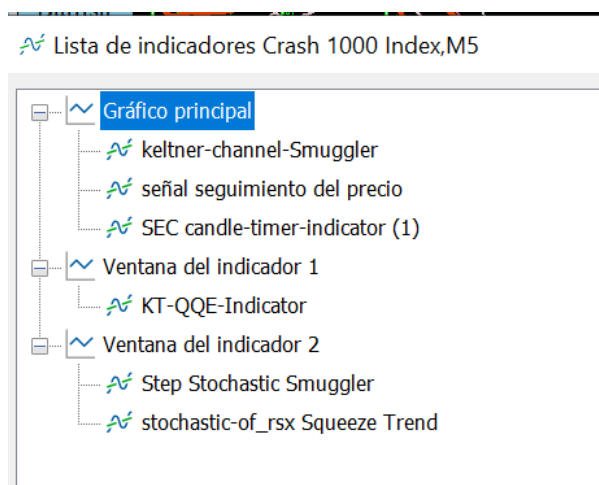 Lista de indicadores Crash 1000 Index,M5
Gráfico principal
keltner-channel-Smuggler
señal seguimiento del precio
SEC candle-timer-indicator (1)
Ventana del indicador 1
KT-QQE-Indicator
Ventana del indicador 2
Step Stochastic Smuggler
stochastic-of_rsx Squeeze Trend